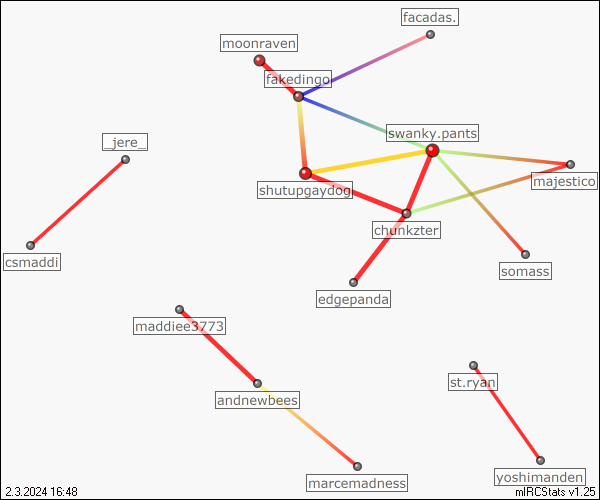 facadas.
moonraven
fakedingo
swanky.pants
_jere_
majestico
shutupgaydog
chunkzter
csmaddi
somass
edgepanda
maddiee3773
st.ryan
andnewbees
marcemadness
yoshimanden
2.3.2024 16:48
mIRCStats v1.25